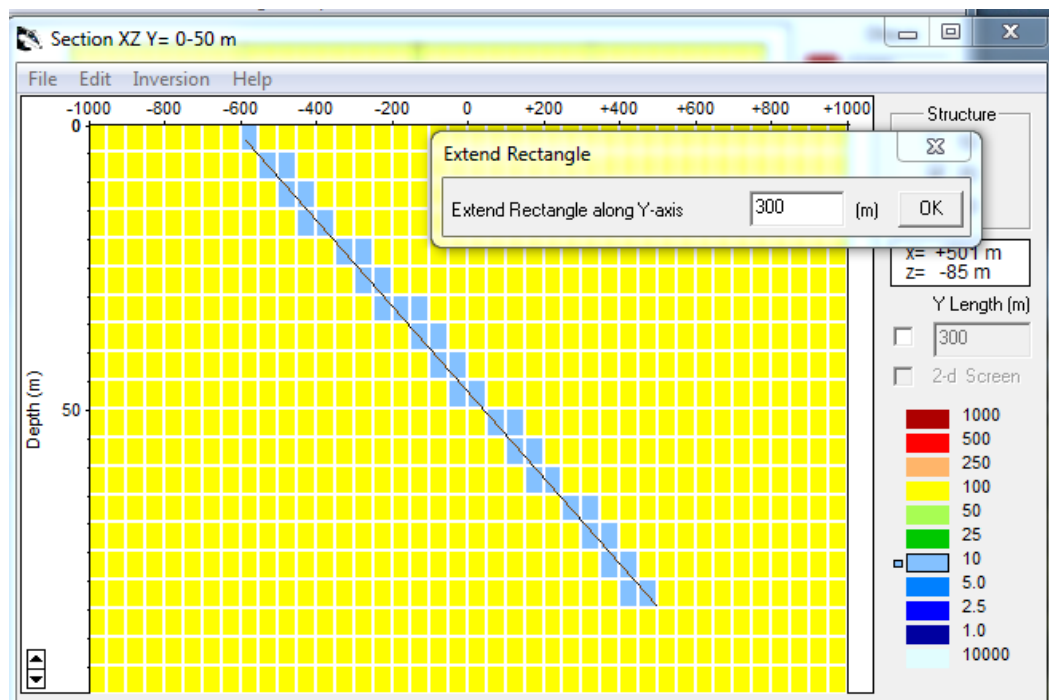 Section XZ Y= 0-50 m
File Edit Inversion Help
-1000 -800 -600 -400 -200 0 +200 +400 +600 +800 +1000
Structure
0
Extend Rectangle
Extend Rectangle along Y-axis 300 (m) OK
x= +501 m
z= -85 m
Y Length (m)
300
2-d Screen
Depth (m)
50
1000
500
250
100
50
25
10
5.0
2.5
1.0
10000